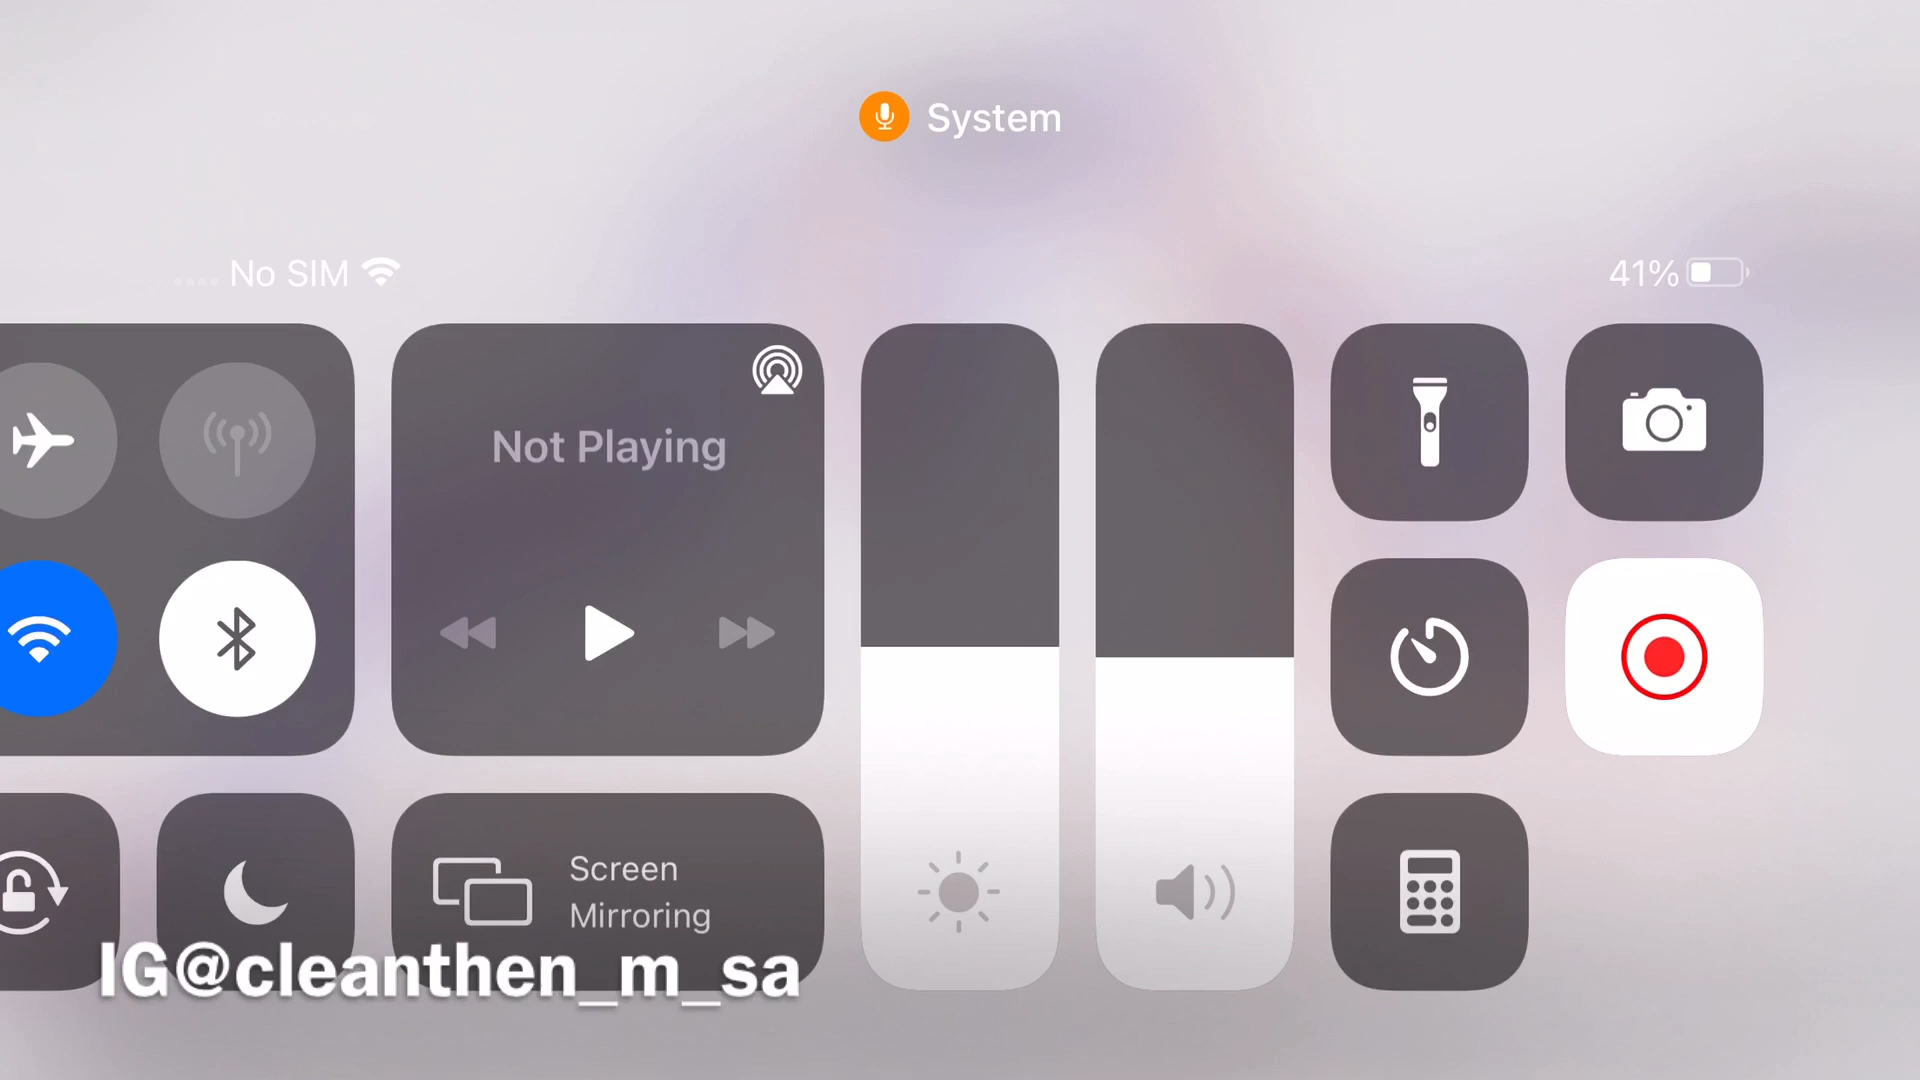 System
No SIM
41%
Not Playing
Screen
Mirroring
IG@cleanthen_m_sa